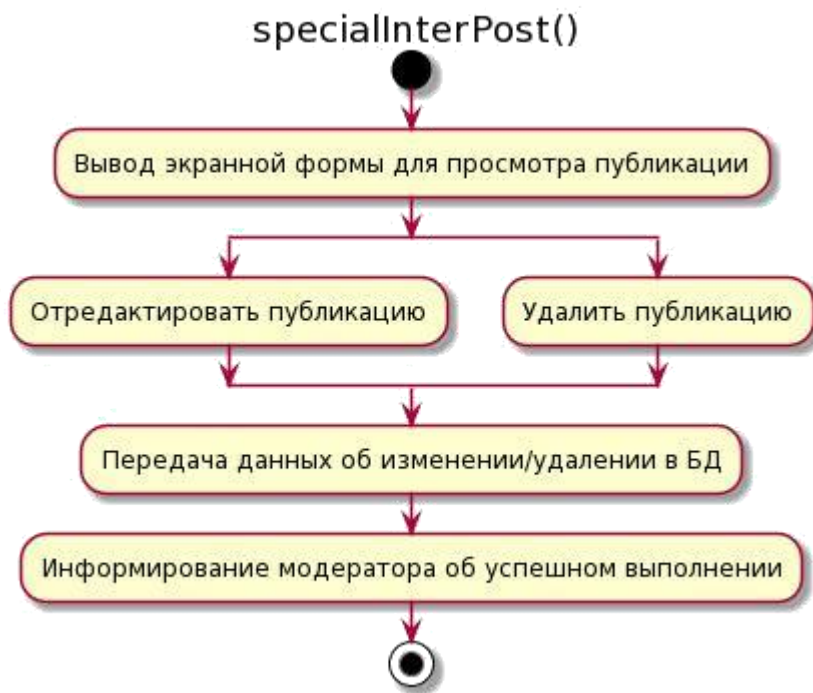 specialInterPost()
Вывод экранной формы для просмотра публикации
Отредактировать публикацию
Удалить публикацию
Передача данных об изменении/удалении в БД
Информирование модератора об успешном выполнении